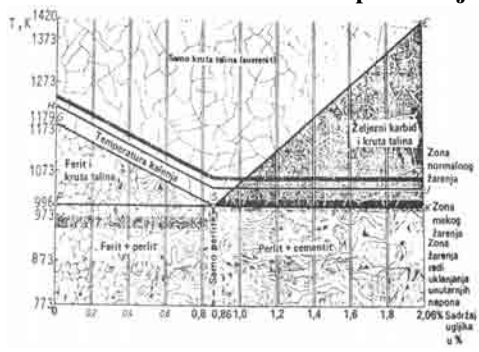 T,K
1420
1373
1273
1179
1173
1073
996
973
873
773
Samo kruta talina (austenit)
Temperatura kaljenja
Ferit i
kruta talina
Željezni karbid
i kruta talina
Zona
normalnog
žarenja
Zona
mekog
žarenja
Zona
žarenja
radi
uklanjanja
unutarnjih
napona
Ferit + perlit
Samo perlit
Perlit + cementit
0 0,2 0,4 0,6 0,8 0,86 1,0 1,2 1,4 1,6 1,8 2,06% Sadržaj
ugljika
u %